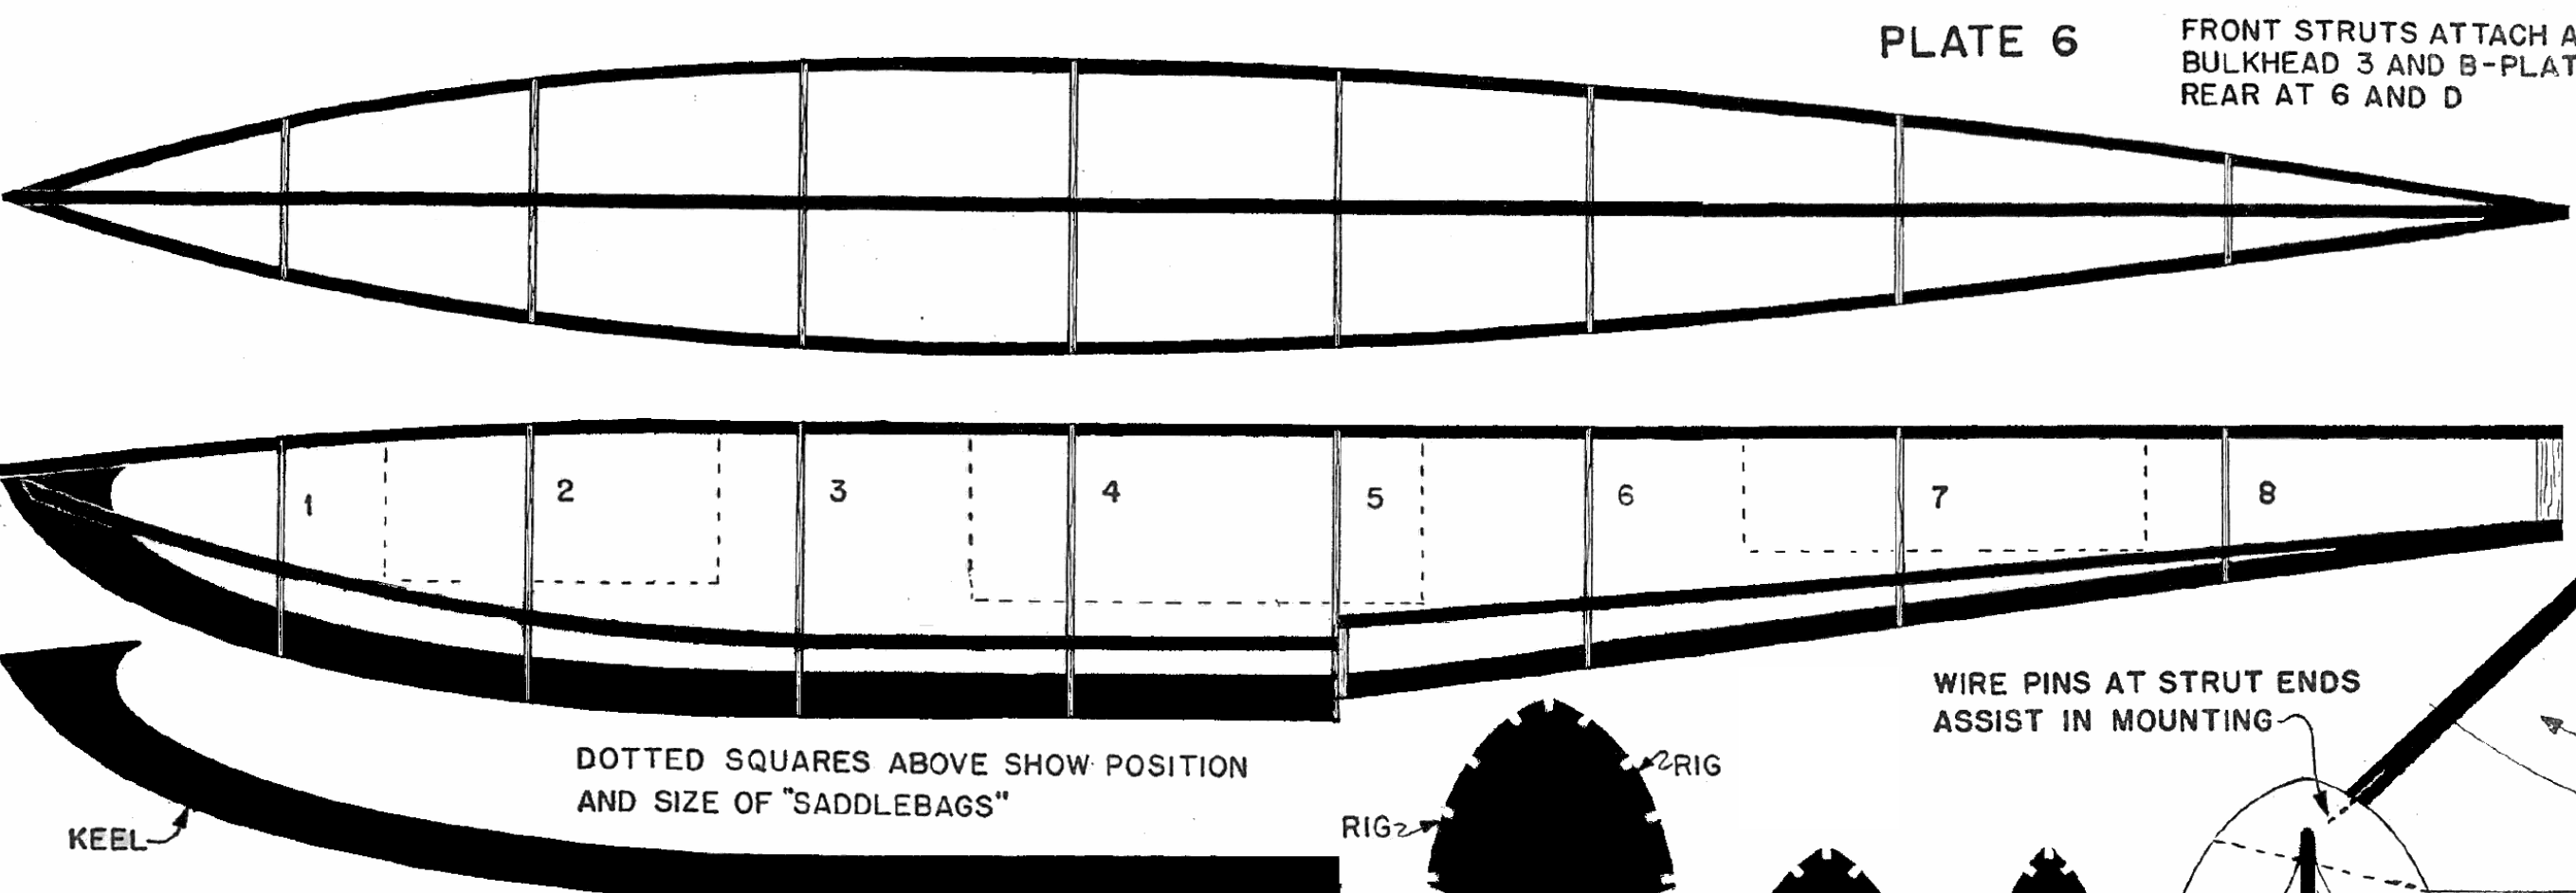 PLATE 6
FRONT STRUTS ATTACH
BULKHEAD 3 AND
REAR AT 6 AND D
1 2 3 4 5 6 7 8
WIRE PINS AT STRUT ENDS
ASSIST IN MOUNTING
DOTTED SQUARES ABOVE SHOW POSITION
AND SIZE OF "SADDLEBAGS"
RIG
RIG
KEEL